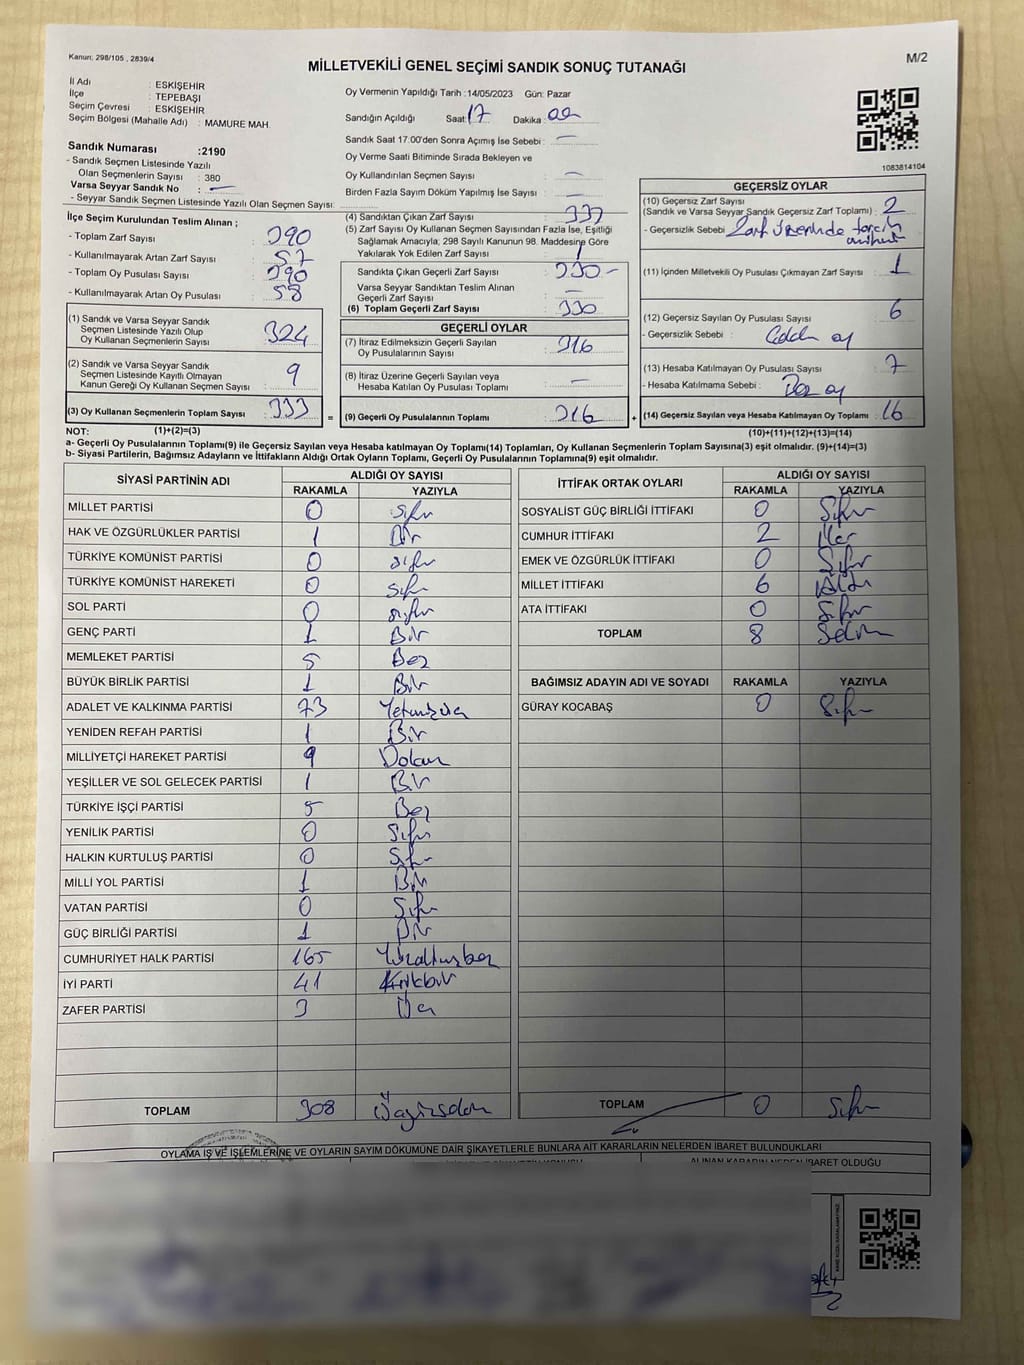 Kanun: 298/105 , 2839/4
M/2
MİLLETVEKİLİ GENEL SEÇİMİ SANDIK SONUÇ TUTANAĞI
İl Adı : ESKİŞEHİR
İlçe : TEPEBAŞI
Seçim Çevresi : ESKİŞEHİR
Seçim Bölgesi (Mahalle Adı) : MAMURE MAH.
Sandık Numarası :2190
- Sandık Seçmen Listesinde Yazılı
Olan Seçmenlerin Sayısı : 380
Varsa Seyyar Sandık No : —
- Seyyar Sandık Seçmen Listesinde Yazılı Olan Seçmen Sayısı:
Oy Vermenin Yapıldığı Tarih :14/05/2023 Gün: Pazar
Sandığın Açıldığı Saat: 17 Dakika : 00
Sandık Saat 17:00'den Sonra Açımış İse Sebebi : —
Oy Verme Saati Bitiminde Sırada Bekleyen ve
Oy Kullandırılan Seçmen Sayısı : —
Birden Fazla Sayım Döküm Yapılmış İse Sayısı : —
1083814104
İlçe Seçim Kurulundan Teslim Alınan ;
- Toplam Zarf Sayısı : 390
- Kullanılmayarak Artan Zarf Sayısı : 57
- Toplam Oy Pusulası Sayısı : 390
- Kullanılmayarak Artan Oy Pusulası : 58
(1) Sandık ve Varsa Seyyar Sandık
Seçmen Listesinde Yazılı Olup
Oy Kullanan Seçmenlerin Sayısı : 324
(2) Sandık ve Varsa Seyyar Sandık
Seçmen Listesinde Kayıtlı Olmayan
Kanun Gereği Oy Kullanan Seçmen Sayısı : 9
(3) Oy Kullanan Seçmenlerin Toplam Sayısı : 333 =
(4) Sandıktan Çıkan Zarf Sayısı : 333
(5) Zarf Sayısı Oy Kullanan Seçmen Sayısından Fazla İse, Eşitliği
Sağlamak Amacıyla; 298 Sayılı Kanunun 98. Maddesine Göre
Yakılarak Yok Edilen Zarf Sayısı :
Sandıkta Çıkan Geçerli Zarf Sayısı : 330 -
Varsa Seyyar Sandıktan Teslim Alınan
Geçerli Zarf Sayısı : —
(6) Toplam Geçerli Zarf Sayısı : 330
GEÇERLİ OYLAR
(7) İtiraz Edilmeksizin Geçerli Sayılan
Oy Pusulalarının Sayısı : 316
(8) İtiraz Üzerine Geçerli Sayılan veya
Hesaba Katılan Oy Pusulası Toplamı : —
(9) Geçerli Oy Pusulalarının Toplamı : 316 +
GEÇERSİZ OYLAR
(10) Geçersiz Zarf Sayısı
(Sandık ve Varsa Seyyar Sandık Geçersiz Zarf Toplamı) : 2
- Geçersizlik Sebebi : Zarf üzerinde tercih mührü
(11) İçinden Milletvekili Oy Pusulası Çıkmayan Zarf Sayısı : 1
(12) Geçersiz Sayılan Oy Pusulası Sayısı : 6
- Geçersizlik Sebebi : oy
(13) Hesaba Katılmayan Oy Pusulası Sayısı : 7
- Hesaba Katılmama Sebebi : oy
(14) Geçersiz Sayılan veya Hesaba Katılmayan Oy Toplamı : 16
NOT: (1)+(2)=(3)
(10)+(11)+(12)+(13)=(14)
a- Geçerli Oy Pusulalarının Toplamı(9) ile Geçersiz Sayılan veya Hesaba katılmayan Oy Toplamı(14) Toplamları, Oy Kullanan Seçmenlerin Toplam Sayısına(3) eşit olmalıdır. (9)+(14)=(3)
b- Siyasi Partilerin, Bağımsız Adayların ve İttifakların Aldığı Ortak Oyların Toplamı, Geçerli Oy Pusulalarının Toplamına(9) eşit olmalıdır.
SİYASİ PARTİNİN ADI ALDIĞI OY SAYISI
RAKAMLA YAZIYLA
MİLLET PARTİSİ 0 sıfır
HAK VE ÖZGÜRLÜKLER PARTİSİ 1 Bir
TÜRKİYE KOMÜNİST PARTİSİ 0 sıfır
TÜRKİYE KOMÜNİST HAREKETİ 0 sıfır
SOL PARTİ 0 sıfır
GENÇ PARTİ 1 Bir
MEMLEKET PARTİSİ 5 Beş
BÜYÜK BİRLİK PARTİSİ 1 Bir
ADALET VE KALKINMA PARTİSİ 73 Yetmişüç
YENİDEN REFAH PARTİSİ 1 Bir
MİLLİYETÇİ HAREKET PARTİSİ 9 Dokuz
YEŞİLLER VE SOL GELECEK PARTİSİ 1 Bir
TÜRKİYE İŞÇİ PARTİSİ 5 Beş
YENİLİK PARTİSİ 0 Sıfır
HALKIN KURTULUŞ PARTİSİ 0 Sıfır
MİLLİ YOL PARTİSİ 1 Bir
VATAN PARTİSİ 0 Sıfır
GÜÇ BİRLİĞİ PARTİSİ 1 Bir
CUMHURİYET HALK PARTİSİ 165 Yüzaltmışbeş
İYİ PARTİ 41 Kırkbir
ZAFER PARTİSİ 3 Üç
TOPLAM 308 Üçyüzsekiz
İTTİFAK ORTAK OYLARI ALDIĞI OY SAYISI
RAKAMLA YAZIYLA
SOSYALİST GÜÇ BİRLİĞİ İTTİFAKI 0 Sıfır
CUMHUR İTTİFAKI 2 İki
EMEK VE ÖZGÜRLÜK İTTİFAKI 0 Sıfır
MİLLET İTTİFAKI 6 Altı
ATA İTTİFAKI 0 Sıfır
TOPLAM 8 Sekiz
BAĞIMSIZ ADAYIN ADI VE SOYADI RAKAMLA YAZIYLA
GÜRAY KOCABAŞ 0 Sıfır
TOPLAM 0 Sıfır
OYLAMA İŞ VE İŞLEMLERİNE VE OYLARIN SAYIM DÖKÜMÜNE DAİR ŞİKAYETLERLE BUNLARA AİT KARARLARIN NELERDEN İBARET BULUNDUKLARI
ALINAN KARARIN NEDEN İBARET OLDUĞU